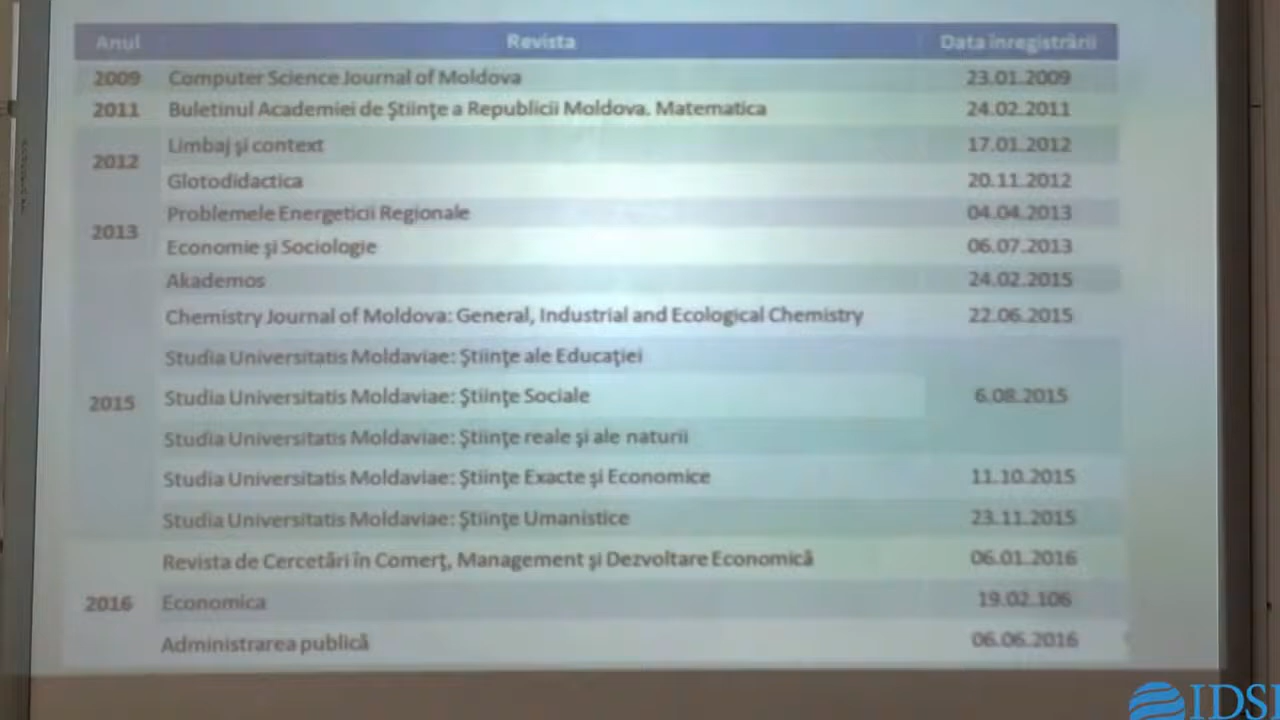 Anul Revista Data înregistrării
2009 Computer Science Journal of Moldova 23.01.2009
2011 Buletinul Academiei de Ştiinţe a Republicii Moldova. Matematica 24.02.2011
2012 Limbaj şi context 17.01.2012
Glotodidactica 20.11.2012
2013 Problemele Energeticii Regionale 04.04.2013
Economie şi Sociologie 06.07.2013
2015 Akademos 24.02.2015
Chemistry Journal of Moldova: General, Industrial and Ecological Chemistry 22.06.2015
Studia Universitatis Moldaviae: Ştiinţe ale Educaţiei
Studia Universitatis Moldaviae: Ştiinţe Sociale 6.08.2015
Studia Universitatis Moldaviae: Ştiinţe reale şi ale naturii
Studia Universitatis Moldaviae: Ştiinţe Exacte şi Economice 11.10.2015
Studia Universitatis Moldaviae: Ştiinţe Umanistice 23.11.2015
2016 Revista de Cercetări în Comerţ, Management şi Dezvoltare Economică 06.01.2016
Economica 19.02.106
Administrarea publică 06.06.2016
IDSI